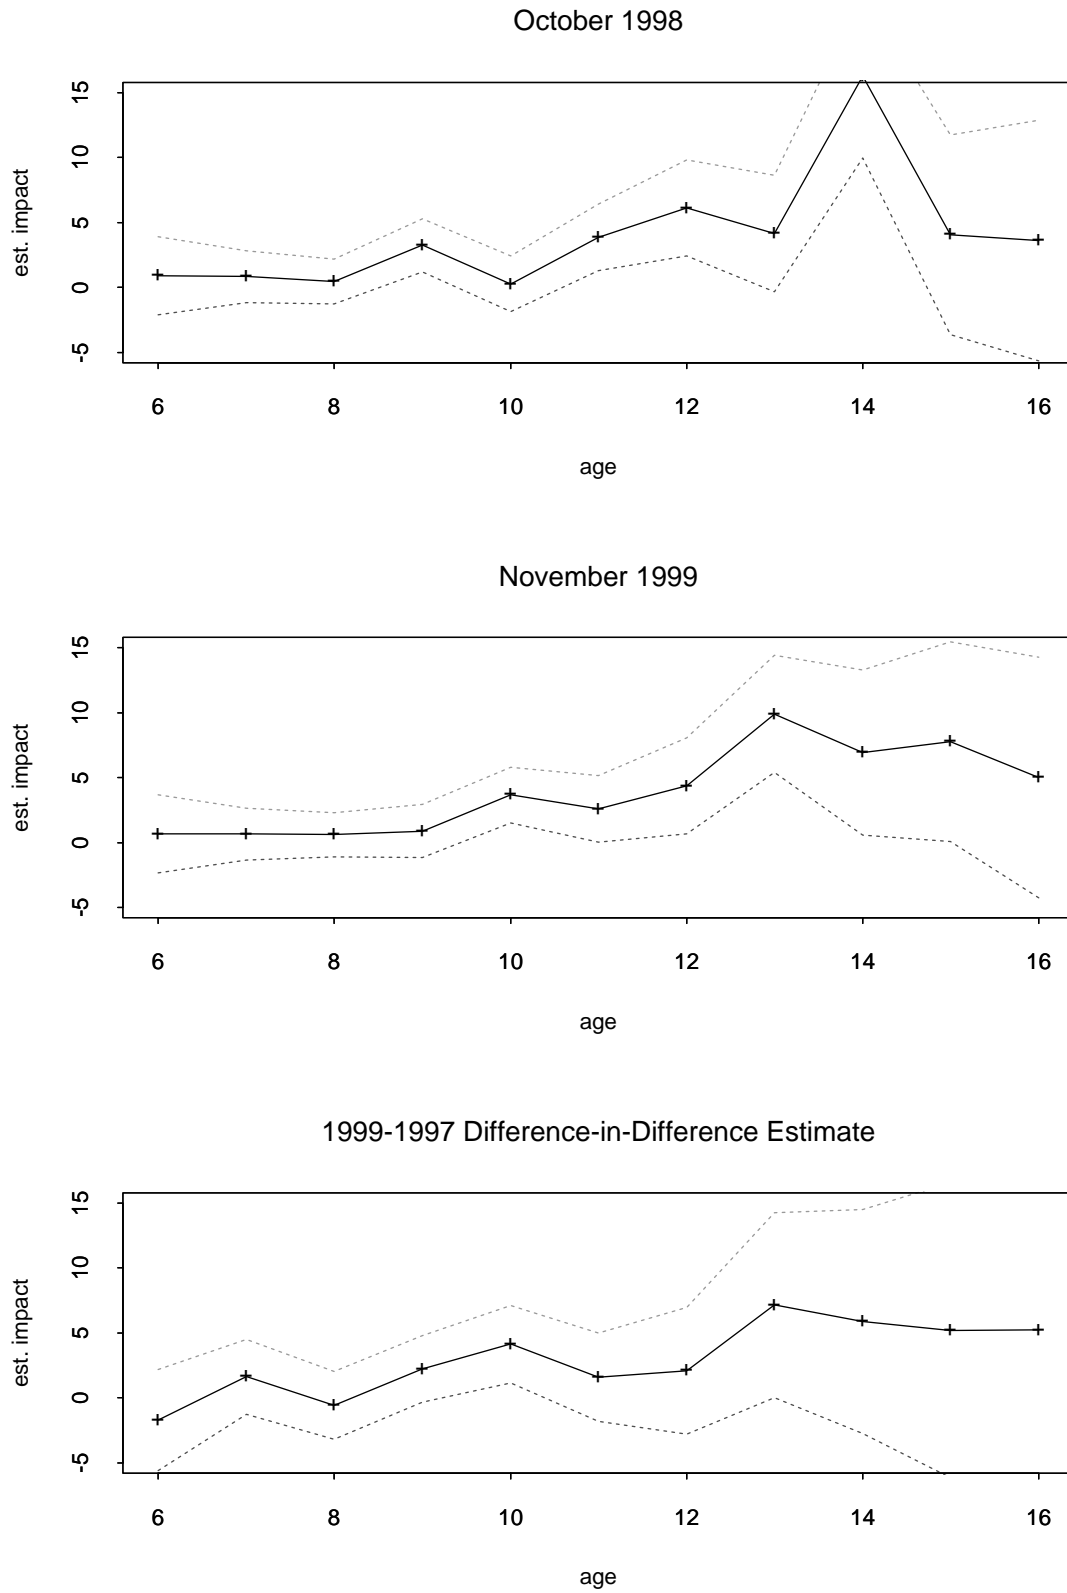 October 1998
est. impact
15
10
5
0
-5
6 8 10 12 14 16
age
November 1999
est. impact
15
10
5
0
-5
6 8 10 12 14 16
age
1999-1997 Difference-in-Difference Estimate
est. impact
15
10
5
0
-5
6 8 10 12 14 16
age